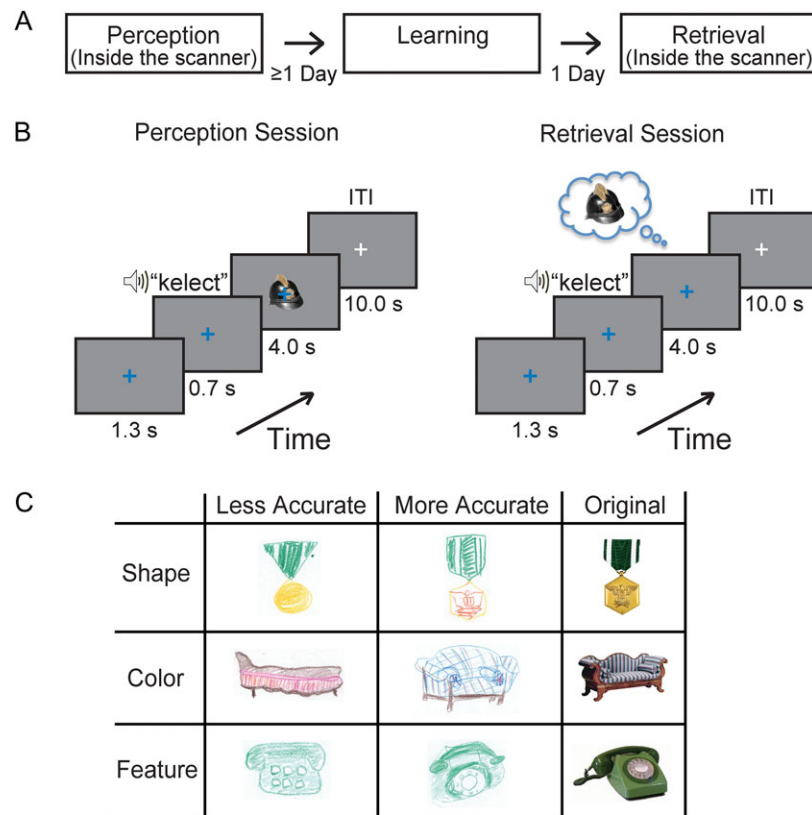 A
Perception
(Inside the scanner)
≥1 Day
Learning
1 Day
Retrieval
(Inside the scanner)
B
Perception Session
1.3 s
"kelect"
0.7 s
4.0 s
ITI
10.0 s
Time
Retrieval Session
1.3 s
"kelect"
0.7 s
4.0 s
ITI
10.0 s
Time
C
Less Accurate More Accurate Original
Shape
Color
Feature